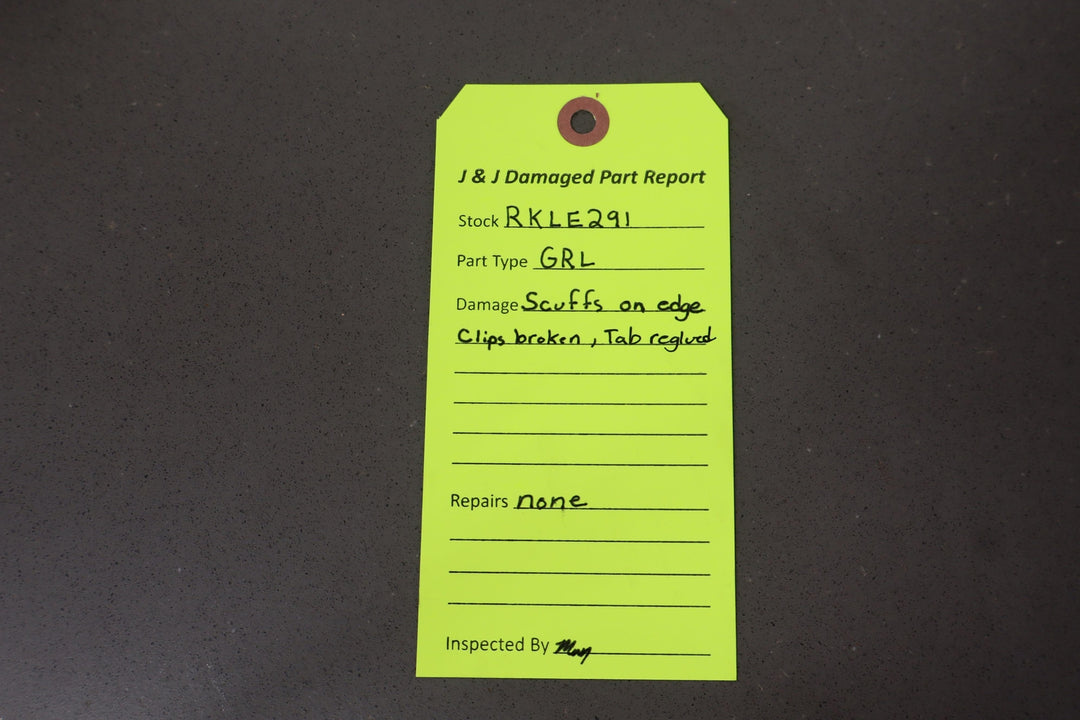 J & J Damaged Part Report
Stock RKLE291
Part Type GRL
Damage Scuffs on edge
Clips broken, Tab reglued
Repairs none
Inspected By